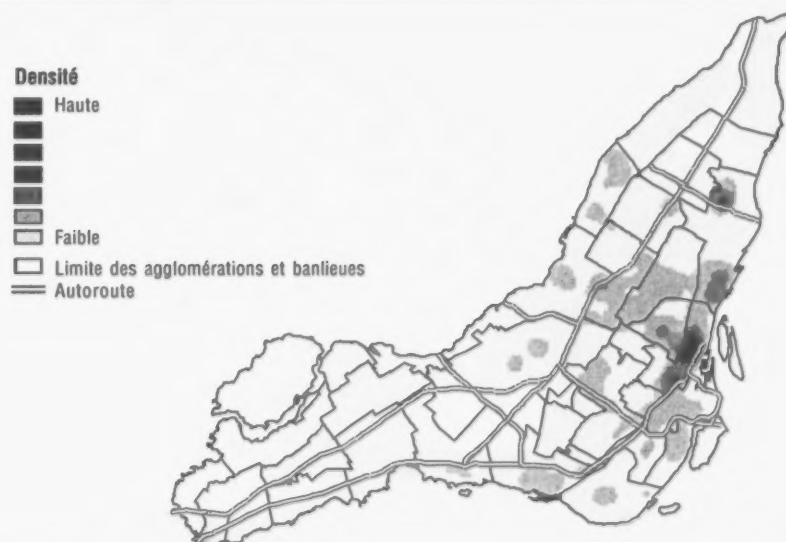 Densité
Haute
Faible
Limite des agglomérations et banlieues
Autoroute